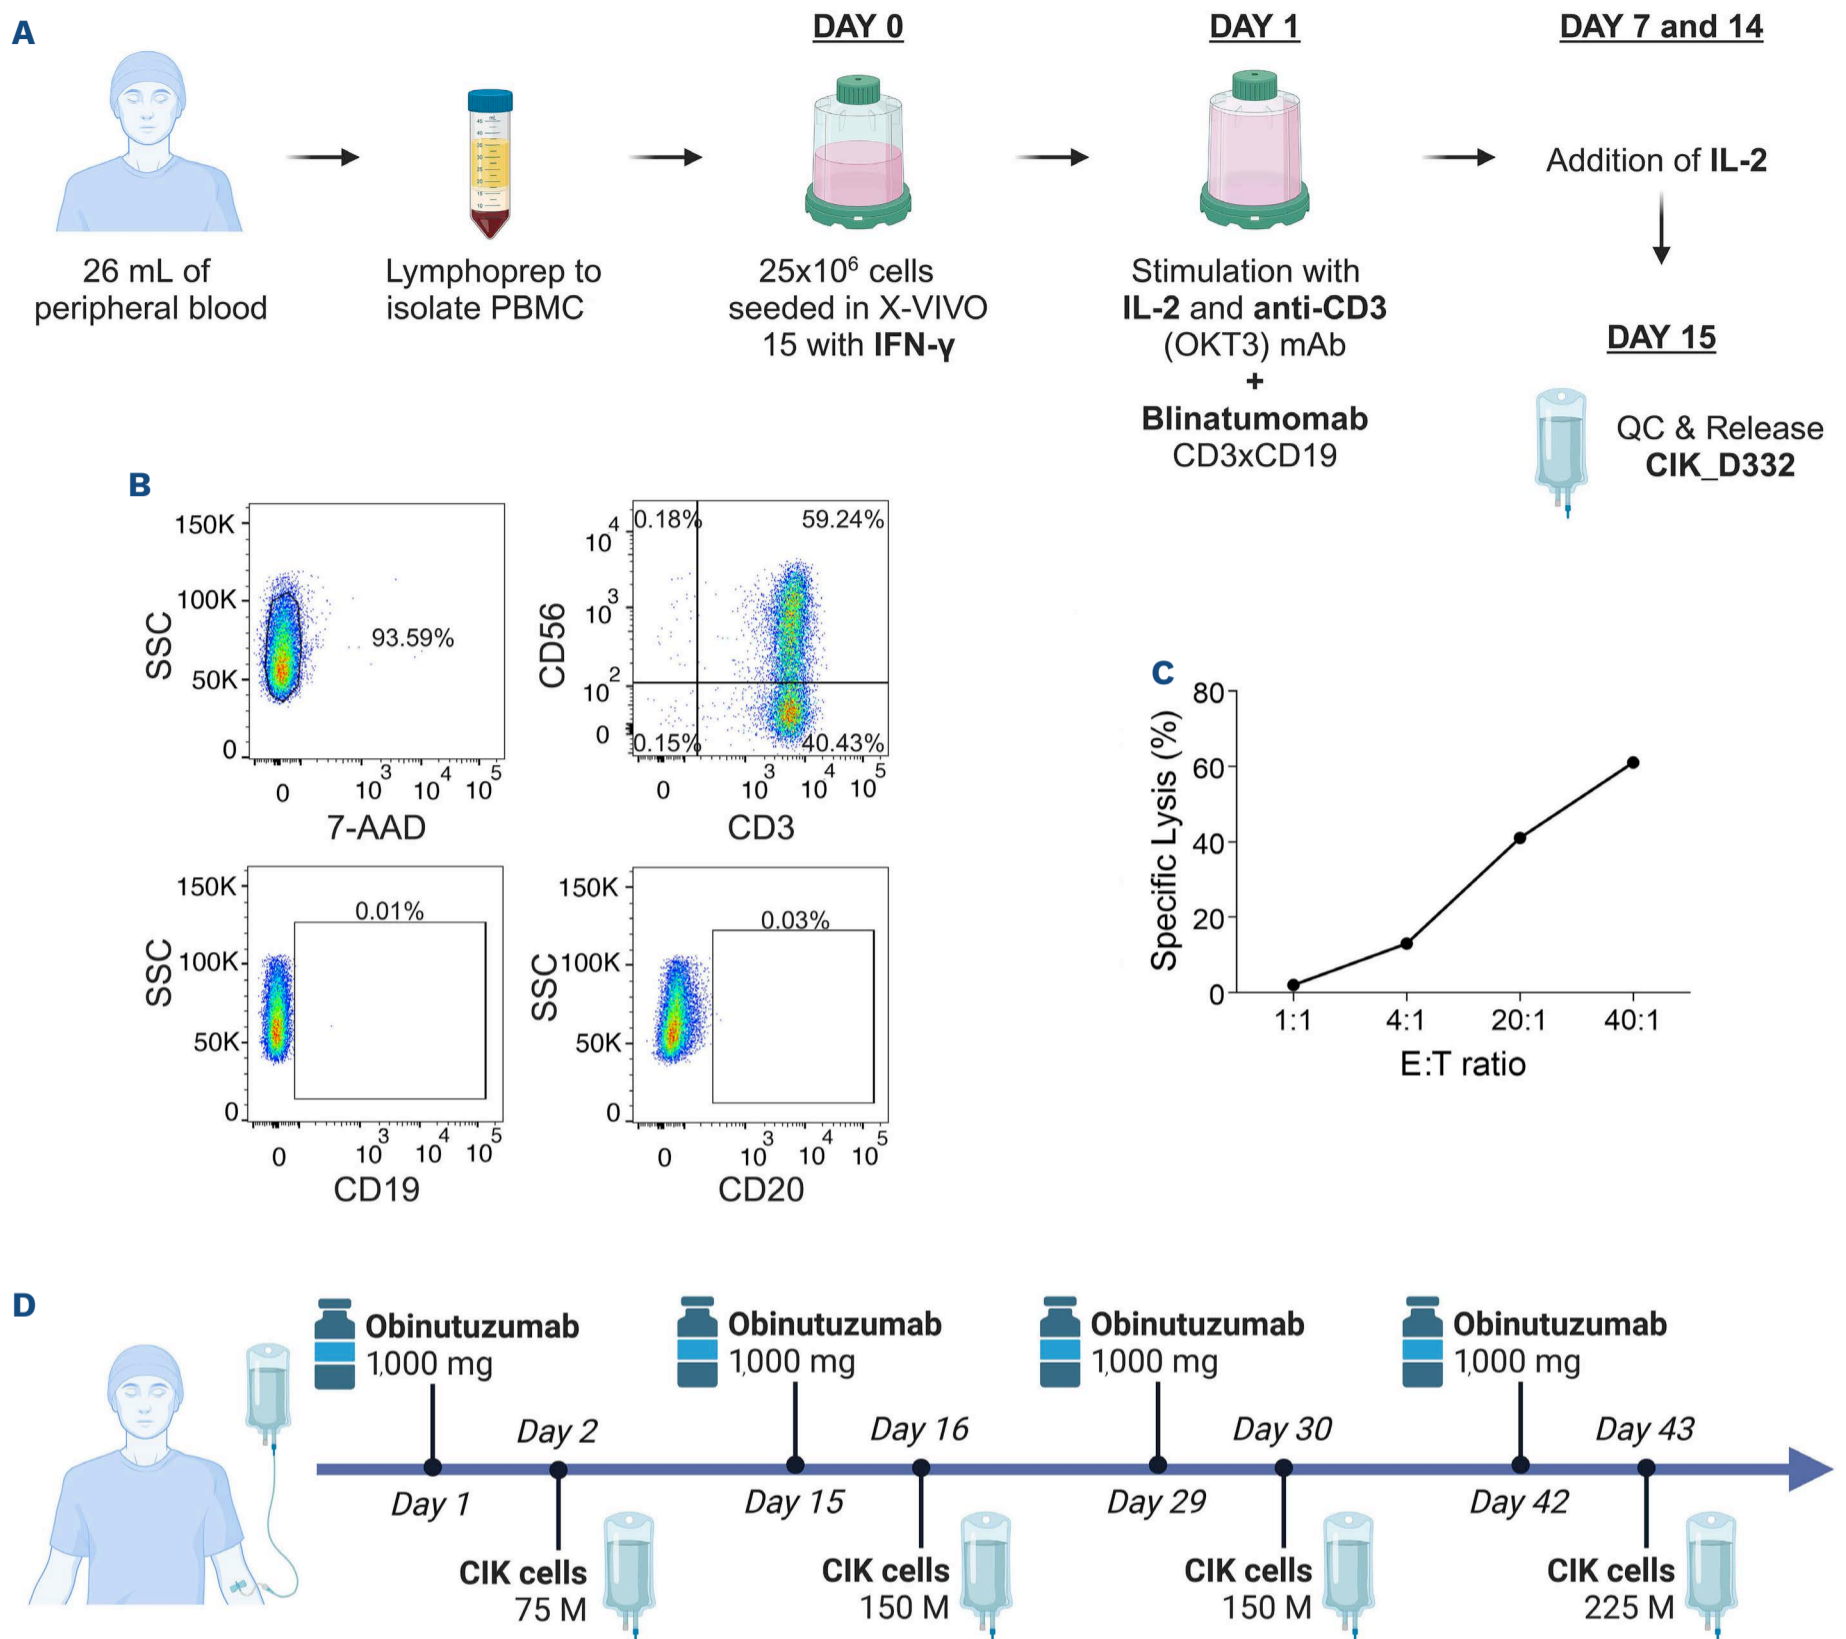 A
DAY 0
DAY 1
DAY 7 and 14
26 mL of
peripheral blood
Lymphoprep to
isolate PBMC
25x10⁶ cells
seeded in X-VIVO
15 with IFN-γ
Stimulation with
IL-2 and anti-CD3
(OKT3) mAb
+
Blinatumomab
CD3xCD19
Addition of IL-2
DAY 15
QC & Release
CIK_D332
B
150K
100K
50K
0
SSC
93.59%
0 10³ 10⁴ 10⁵
7-AAD
0.18% 59.24%
10⁴
10³
10²
0
CD56
0.15% 40.43%
0 10³ 10⁴ 10⁵
CD3
150K
100K
50K
0
SSC
0.01%
0 10³ 10⁴ 10⁵
CD19
150K
100K
50K
0
SSC
0.03%
0 10³ 10⁴ 10⁵
CD20
C
80
60
40
20
0
Specific Lysis (%)
1:1 4:1 20:1 40:1
E:T ratio
D
Obinutuzumab
1,000 mg
Obinutuzumab
1,000 mg
Obinutuzumab
1,000 mg
Obinutuzumab
1,000 mg
Day 2
Day 16
Day 30
Day 43
Day 1
Day 15
Day 29
Day 42
CIK cells
75 M
CIK cells
150 M
CIK cells
150 M
CIK cells
225 M